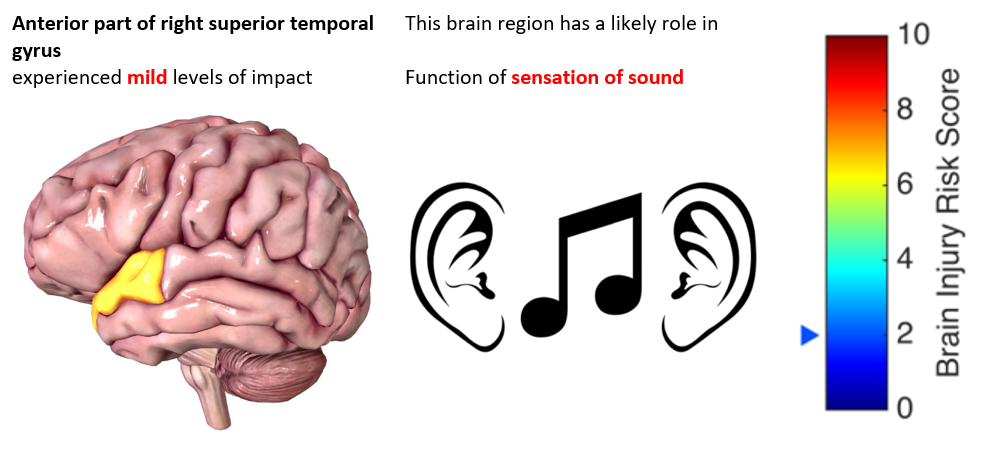 Anterior part of right superior temporal
gyrus
experienced mild levels of impact
This brain region has a likely role in
Function of sensation of sound
10
8
6
4
2
0
Brain Injury Risk Score